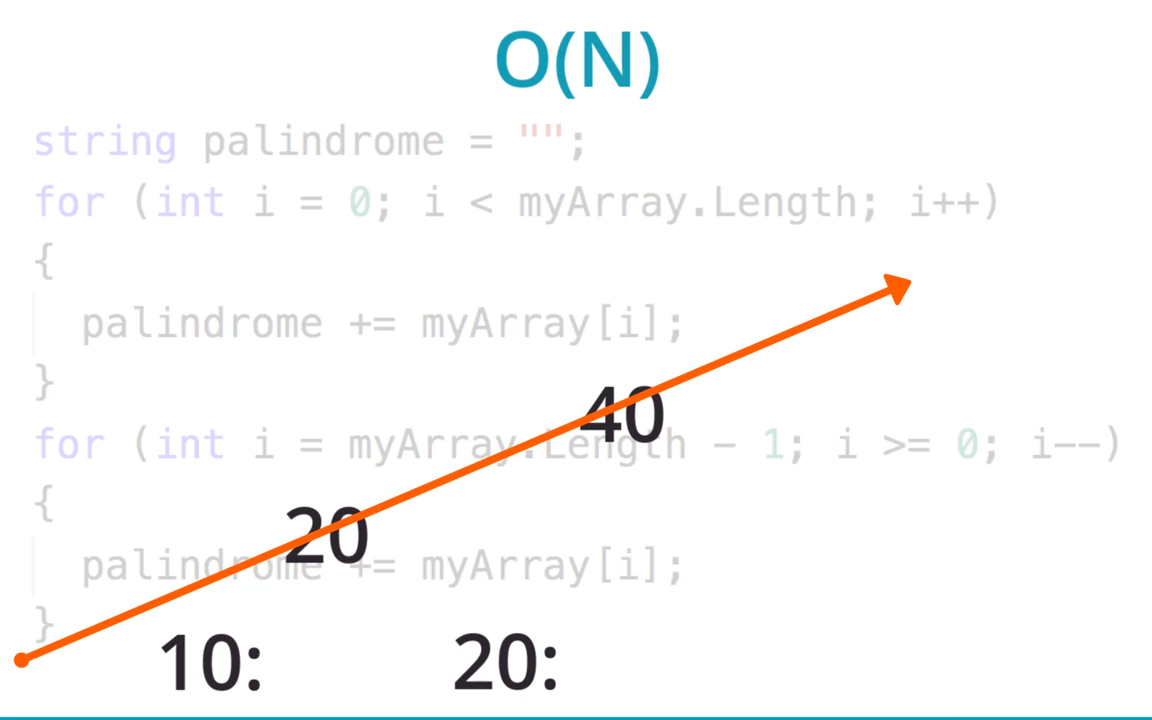 O(N)
string palindrome = "";
for (int i = 0; i < myArray.Length; i++)
{
palindrome += myArray[i];
}
40
for (int i = myArray.Length - 1; i >= 0; i--)
{
20
palindrome += myArray[i];
}
10: 20: